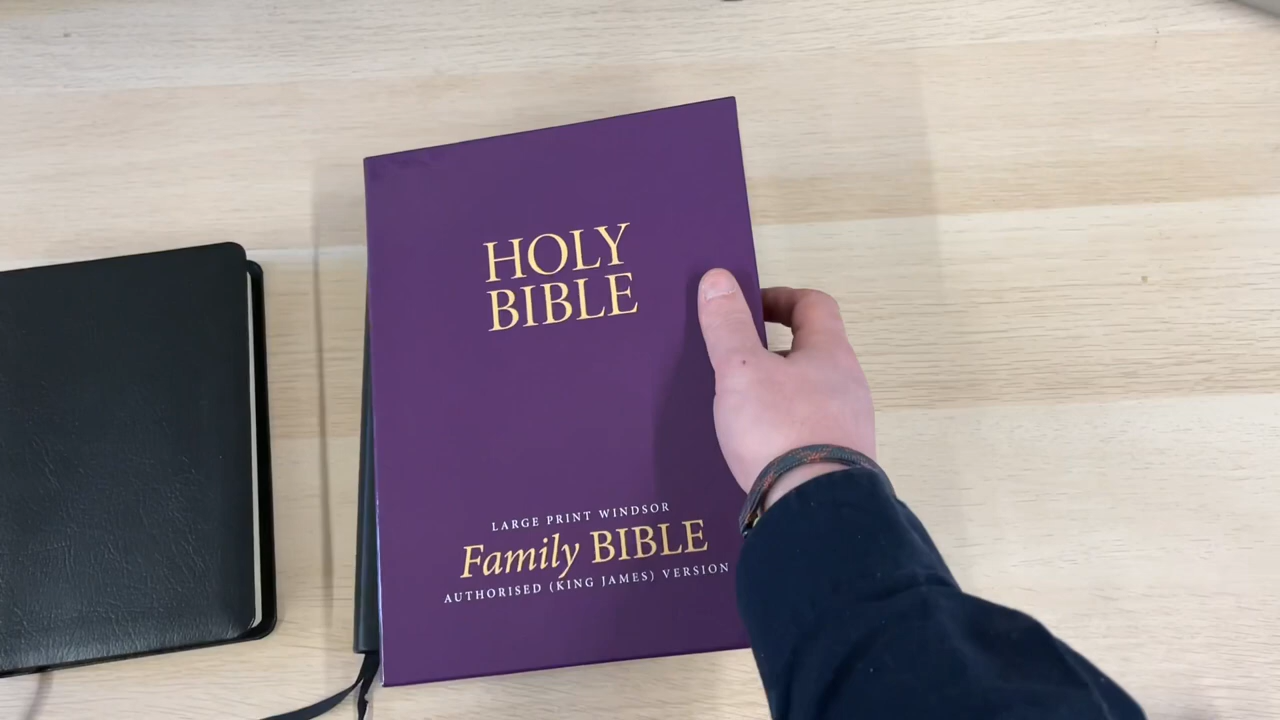 HOLY
BIBLE
LARGE PRINT WINDSOR
Family BIBLE
AUTHORISED (KING JAMES) VERSION